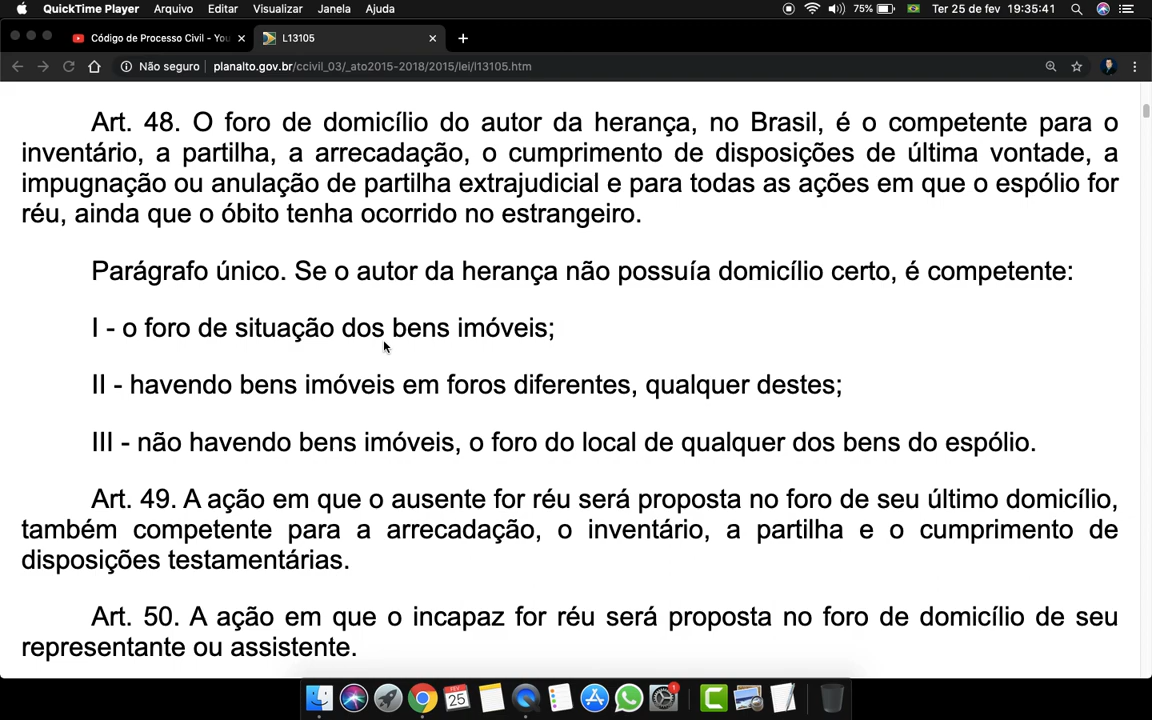 QuickTime Player Arquivo Editar Visualizar Janela Ajuda 75% Ter 25 de fev 19:35:41
Código de Processo Civil - You L13105
Não seguro planalto.gov.br/ccivil_03/_ato2015-2018/2015/lei/l13105.htm
Art. 48. O foro de domicílio do autor da herança, no Brasil, é o competente para o
inventário, a partilha, a arrecadação, o cumprimento de disposições de última vontade, a
impugnação ou anulação de partilha extrajudicial e para todas as ações em que o espólio for
réu, ainda que o óbito tenha ocorrido no estrangeiro.
Parágrafo único. Se o autor da herança não possuía domicílio certo, é competente:
I - o foro de situação dos bens imóveis;
II - havendo bens imóveis em foros diferentes, qualquer destes;
III - não havendo bens imóveis, o foro do local de qualquer dos bens do espólio.
Art. 49. A ação em que o ausente for réu será proposta no foro de seu último domicílio,
também competente para a arrecadação, o inventário, a partilha e o cumprimento de
disposições testamentárias.
Art. 50. A ação em que o incapaz for réu será proposta no foro de domicílio de seu
representante ou assistente.
FEV
25
1